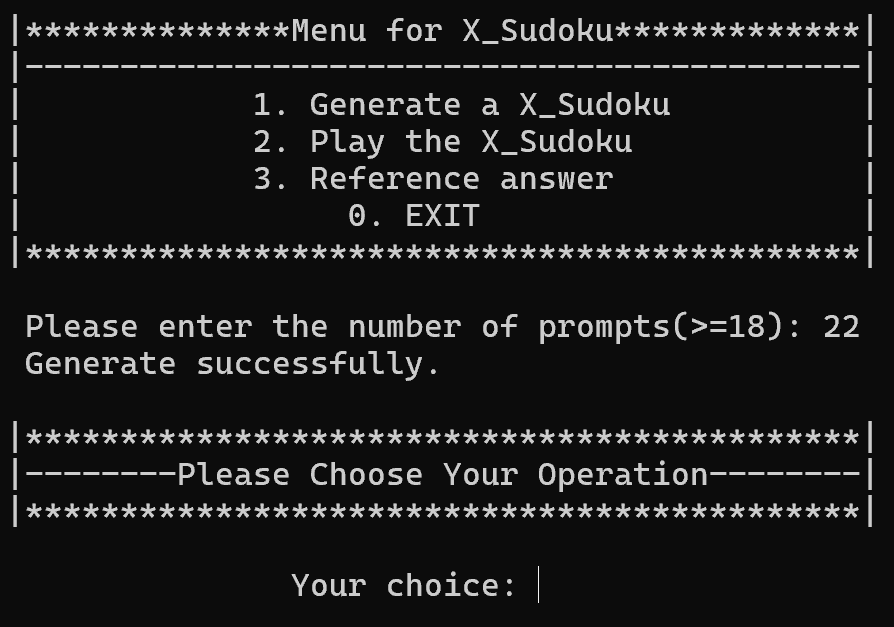 |**************Menu for X_Sudoku*************|
|--------------------------------------------|
|            1. Generate a X_Sudoku          |
|            2. Play the X_Sudoku            |
|            3. Reference answer             |
|                 0. EXIT                    |
|********************************************|
Please enter the number of prompts(>=18): 22
Generate successfully.
|********************************************|
|--------Please Choose Your Operation--------|
|********************************************|
Your choice: